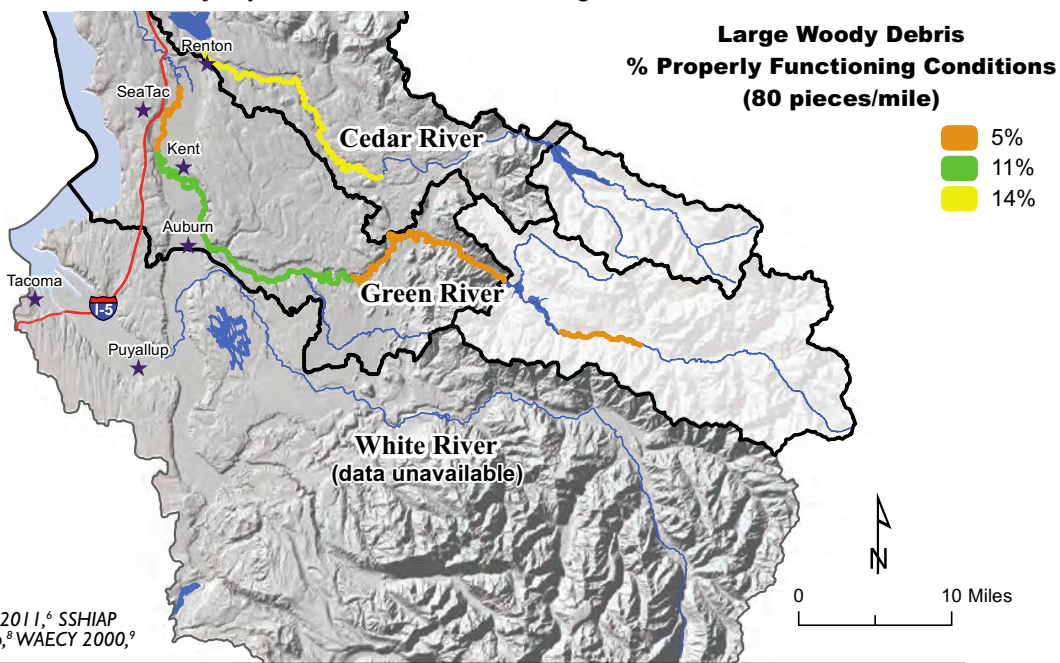 Large Woody Debris
% Properly Functioning Conditions
(80 pieces/mile)
5%
11%
14%
Renton
SeaTac
Cedar River
Kent
Auburn
Tacoma
Green River
I-5
Puyallup
White River
(data unavailable)
N
0 10 Miles
2011,⁶ SSHIAP
⁸ WAECY 2000,⁹